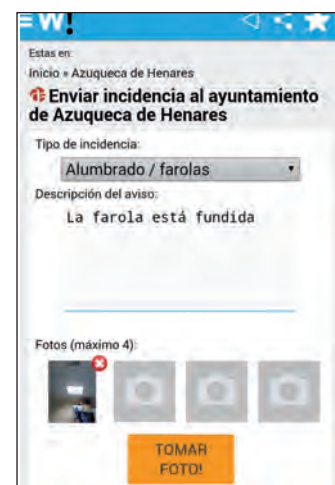 W!
Estas en:
Inicio » Azuqueca de Henares
Enviar incidencia al ayuntamiento
de Azuqueca de Henares
Tipo de incidencia:
Alumbrado / farolas
Descripción del aviso:
La farola está fundida
Fotos (máximo 4):
TOMAR
FOTO!